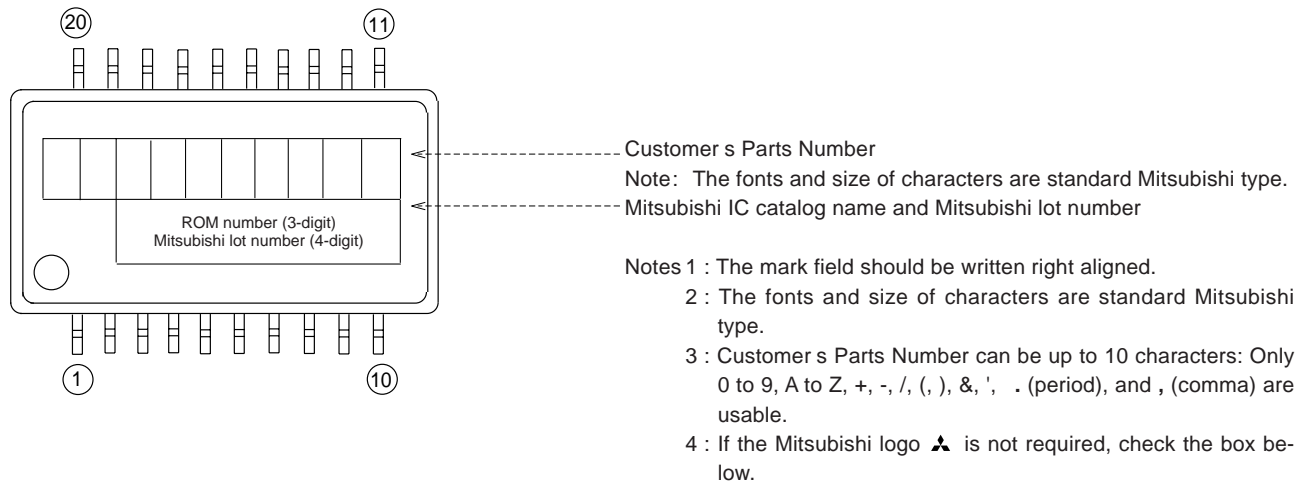 20
11
Customer s Parts Number
Note: The fonts and size of characters are standard Mitsubishi type.
Mitsubishi IC catalog name and Mitsubishi lot number
ROM number (3-digit)
Mitsubishi lot number (4-digit)
Notes 1 : The mark field should be written right aligned.
2 : The fonts and size of characters are standard Mitsubishi
type.
3 : Customer s Parts Number can be up to 10 characters: Only
0 to 9, A to Z, +, -, /, (, ), &, ', . (period), and , (comma) are
usable.
4 : If the Mitsubishi logo is not required, check the box be-
low.
1
10